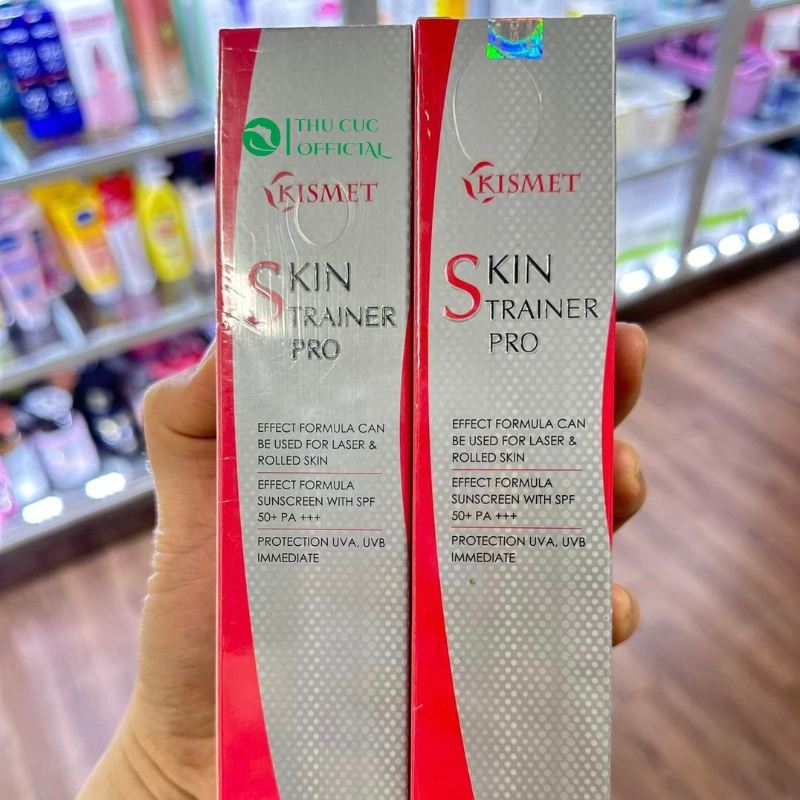 THU CUC
OFFICIAL
KISMET
SKIN
TRAINER
PRO
EFFECT FORMULA CAN
BE USED FOR LASER &
ROLLED SKIN
EFFECT FORMULA
SUNSCREEN WITH SPF
50+ PA +++
PROTECTION UVA, UVB
IMMEDIATE
KISMET
SKIN
TRAINER
PRO
EFFECT FORMULA CAN
BE USED FOR LASER &
ROLLED SKIN
EFFECT FORMULA
SUNSCREEN WITH SPF
50+ PA +++
PROTECTION UVA, UVB
IMMEDIATE